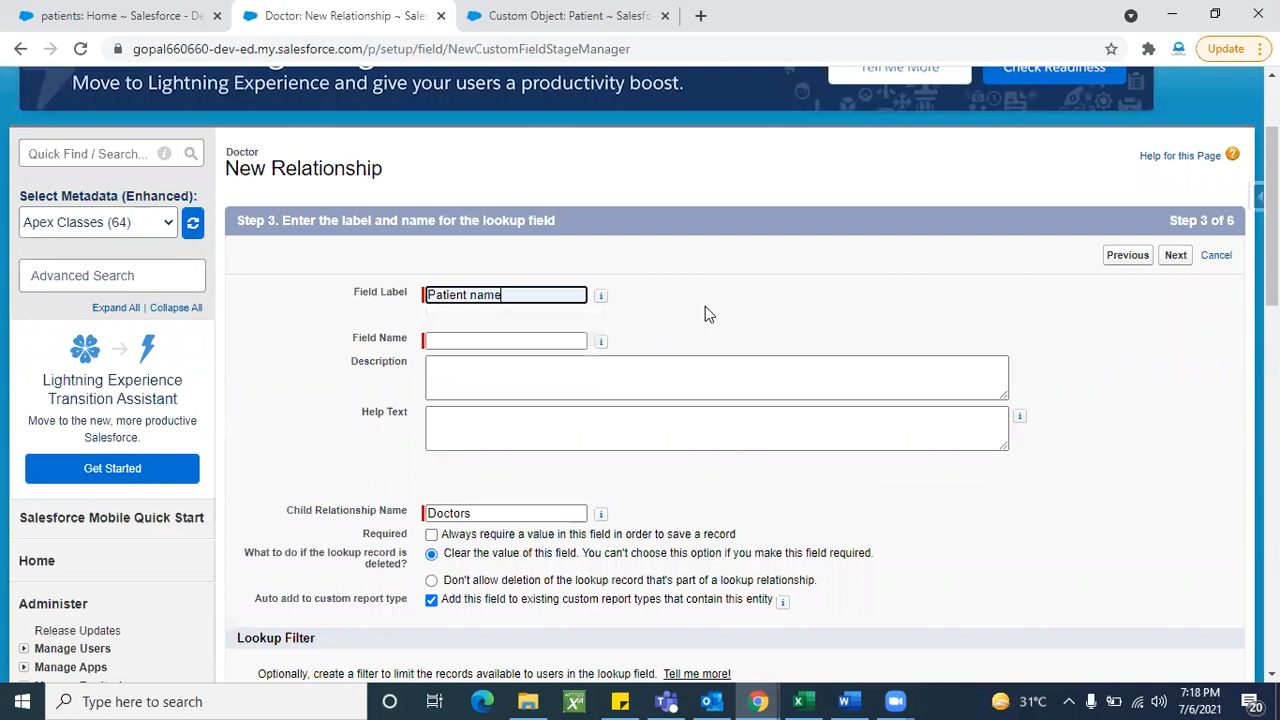 patients: Home ~ Salesforce - De
Doctor: New Relationship ~ Sales
Custom Object: Patient ~ Salesf
gopal660660-dev-ed.my.salesforce.com/p/setup/field/NewCustomFieldStageManager
Update
Move to Lightning Experience and give your users a productivity boost.
Tell Me More
Check Readiness
Quick Find / Search...
Select Metadata (Enhanced):
Apex Classes (64)
Advanced Search
Expand All | Collapse All
Lightning Experience
Transition Assistant
Move to the new, more productive
Salesforce.
Get Started
Salesforce Mobile Quick Start
Home
Administer
Release Updates
Manage Users
Manage Apps
Doctor
New Relationship
Help for this Page
Step 3. Enter the label and name for the lookup field
Step 3 of 6
Previous
Next
Cancel
Field Label
Patient name
Field Name
Description
Help Text
Child Relationship Name
Doctors
Required
Always require a value in this field in order to save a record
What to do if the lookup record is
deleted?
Clear the value of this field. You can't choose this option if you make this field required.
Don't allow deletion of the lookup record that's part of a lookup relationship.
Auto add to custom report type
Add this field to existing custom report types that contain this entity
Lookup Filter
Optionally, create a filter to limit the records available to users in the lookup field. Tell me more!
Type here to search
31°C
7:18 PM
7/6/2021
20